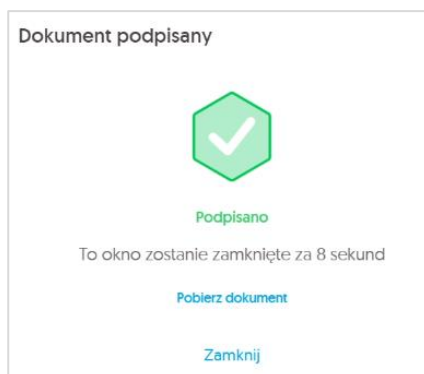 Dokument podpisany
Podpisano
To okno zostanie zamknięte za 8 sekund
Pobierz dokument
Zamknij